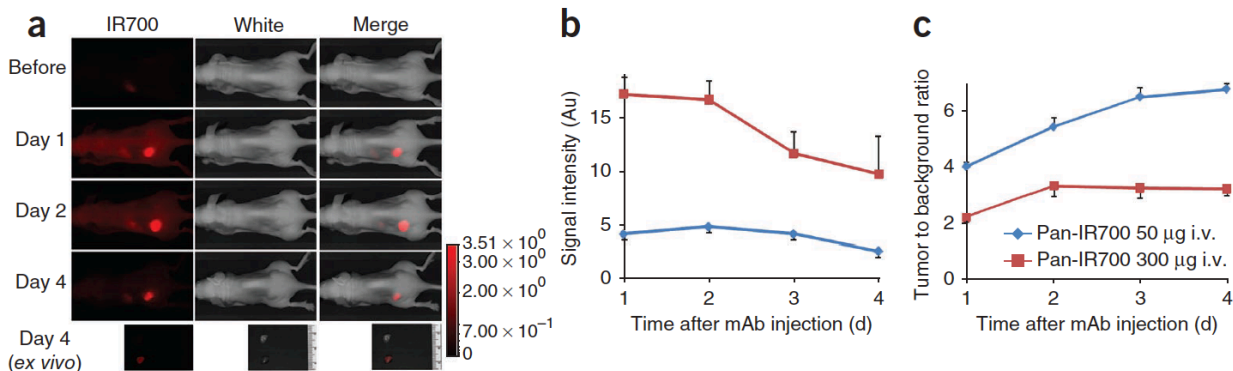 a
IR700 White Merge
Before
Day 1
Day 2
Day 4
Day 4
(ex vivo)
3.51 × 10⁰
3.00 × 10⁰
2.00 × 10⁰
7.00 × 10⁻¹
0
b
Signal intensity (Au)
15
10
5
0
1 2 3 4
Time after mAb injection (d)
c
Tumor to background ratio
6
4
2
0
Pan-IR700 50 μg i.v.
Pan-IR700 300 μg i.v.
1 2 3 4
Time after mAb injection (d)